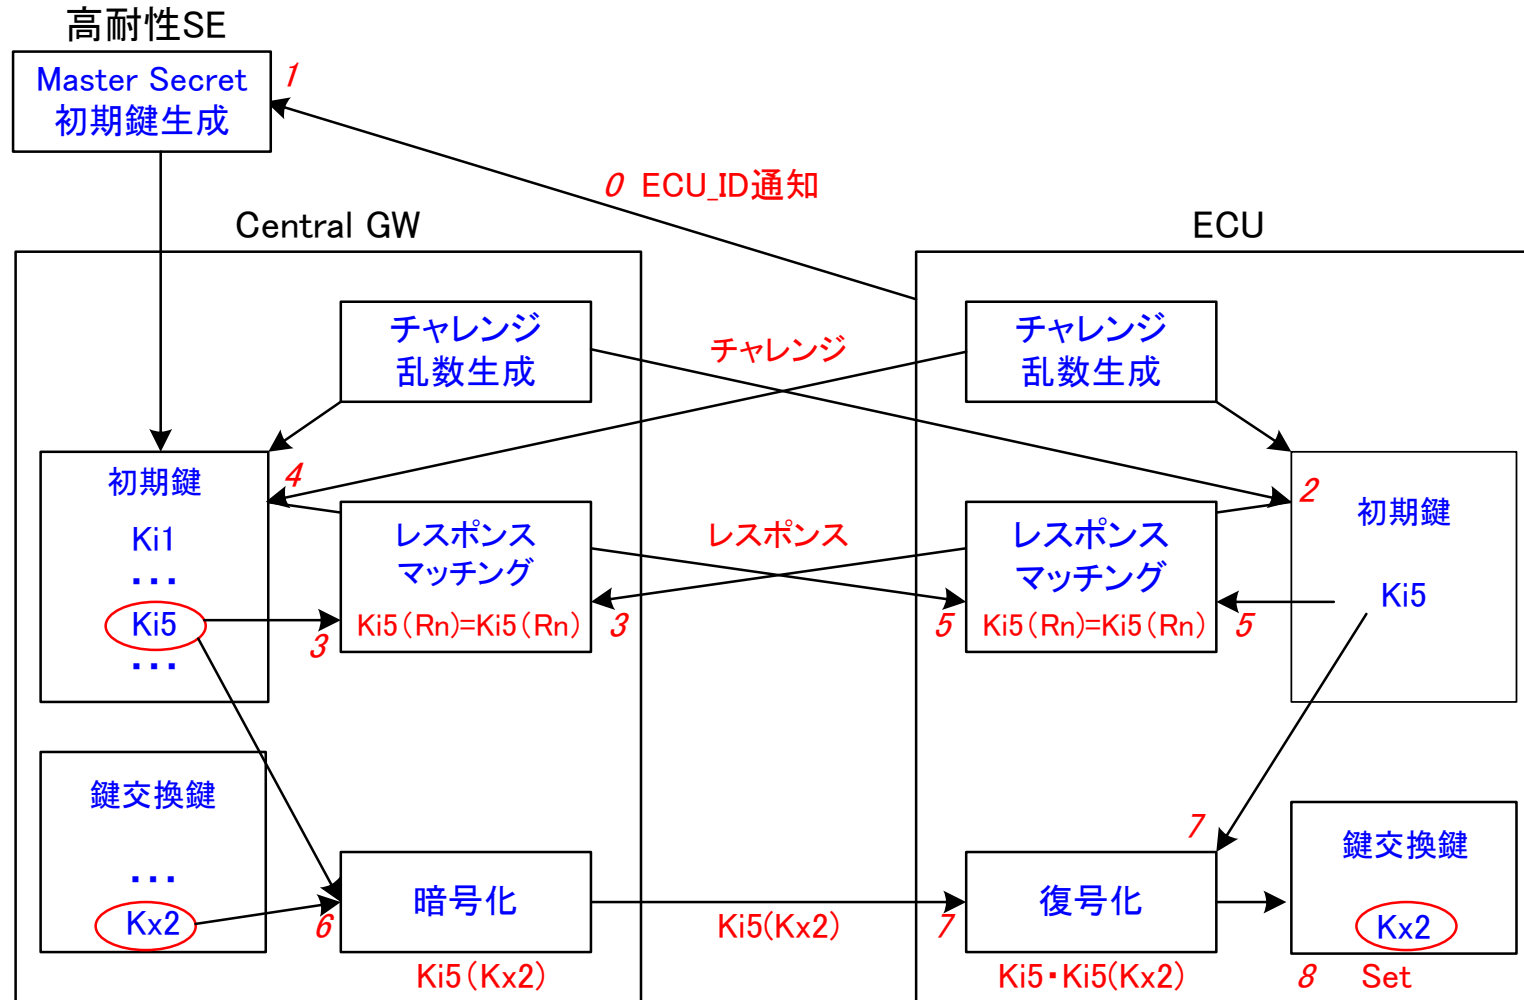 高耐性SE
Master Secret
初期鍵生成
1
0 ECU_ID通知
Central GW
ECU
チャレンジ
乱数生成
チャレンジ
チャレンジ
乱数生成
初期鍵
Ki1
･･･
Ki5
･･･
4
レスポンス
マッチング
Ki5(Rn)=Ki5(Rn)
3
3
レスポンス
レスポンス
マッチング
Ki5(Rn)=Ki5(Rn)
5
5
2
初期鍵
Ki5
鍵交換鍵
･･･
Kx2
6
暗号化
Ki5(Kx2)
Ki5(Kx2)
7
復号化
Ki5･Ki5(Kx2)
7
鍵交換鍵
Kx2
8 Set